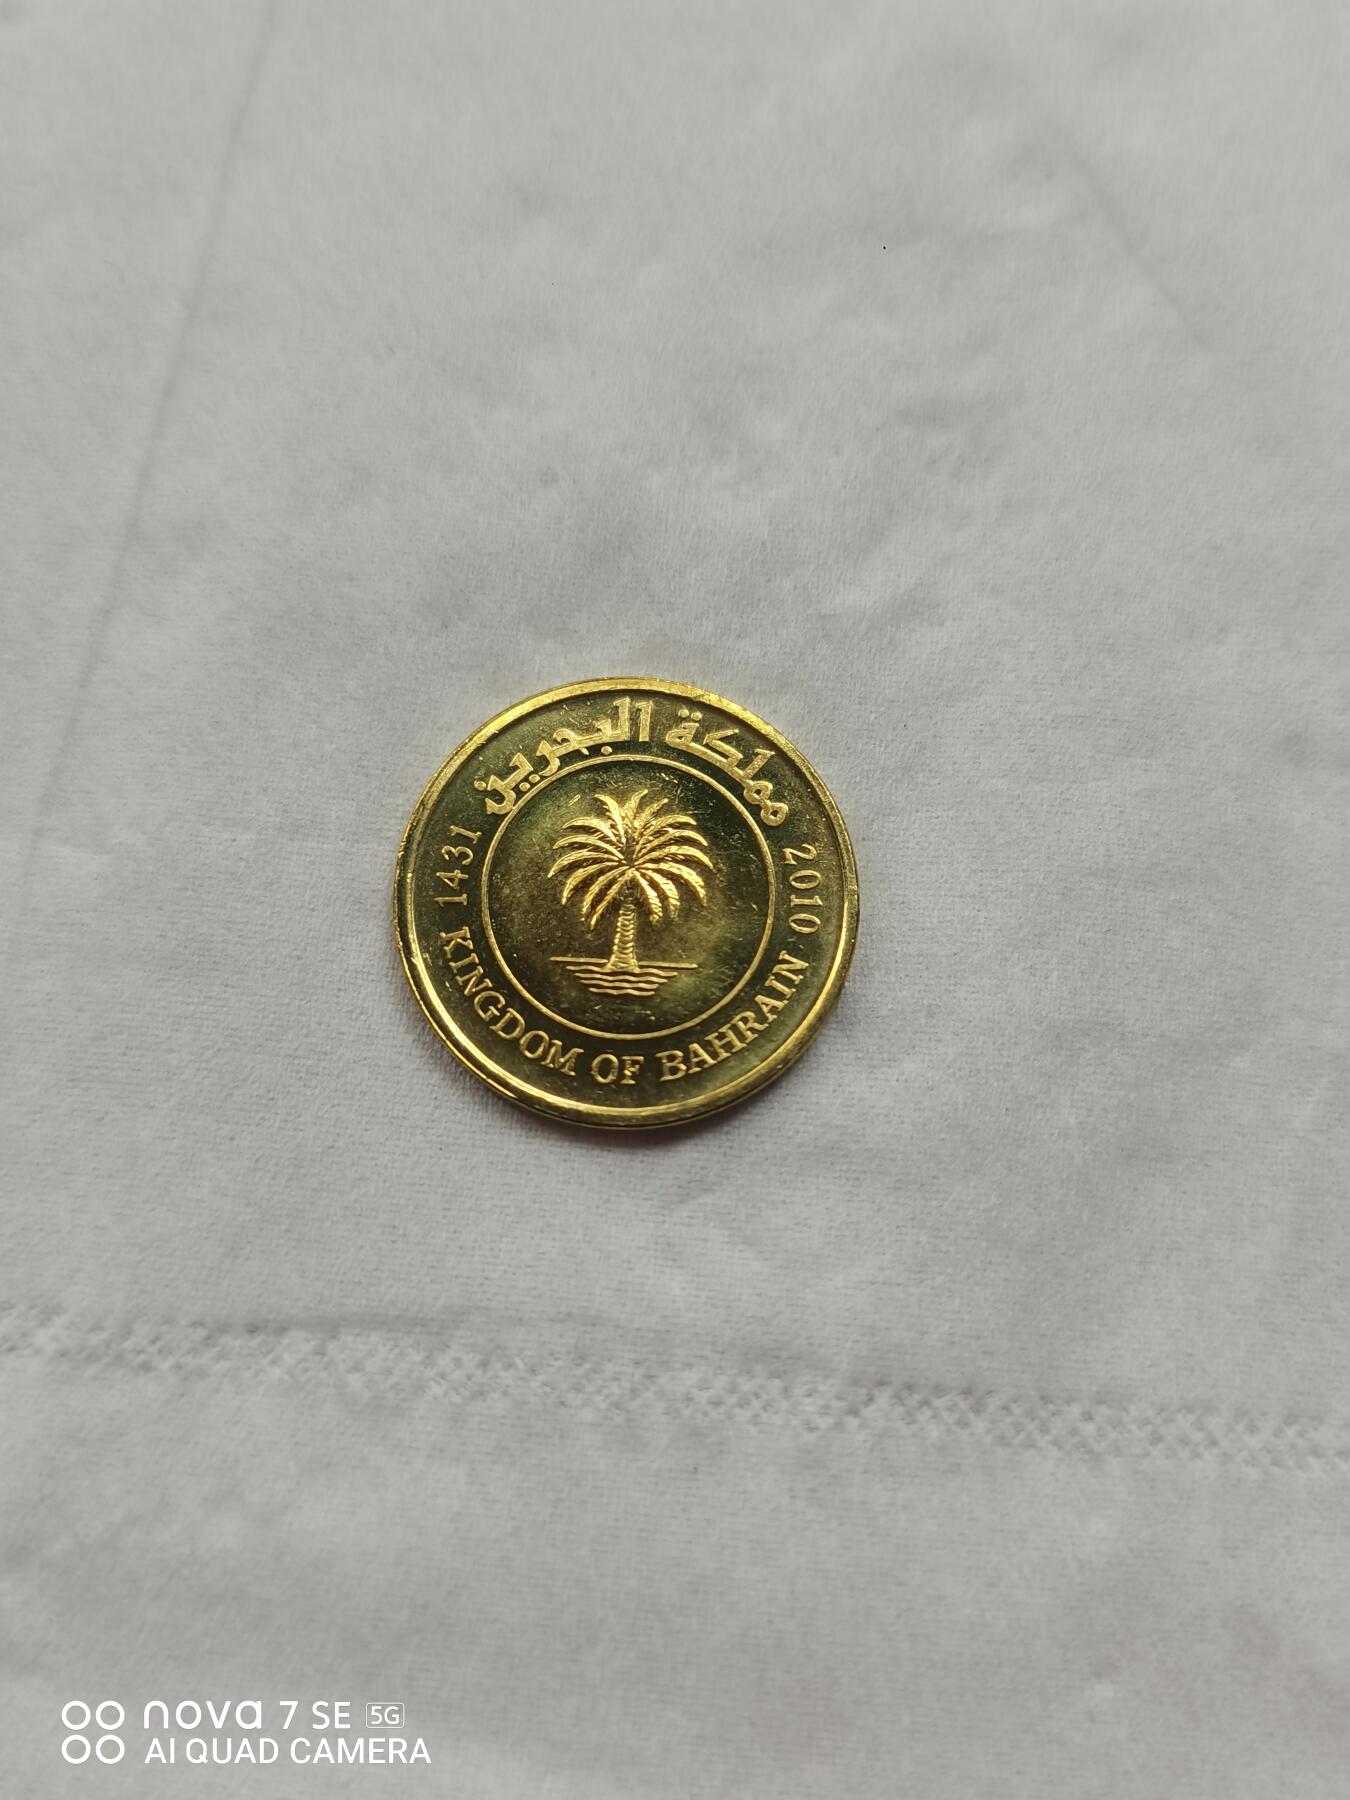 مملكة البحرين
1431
2010
KINGDOM OF BAHRAIN
nova 7 SE 5G
AI QUAD CAMERA